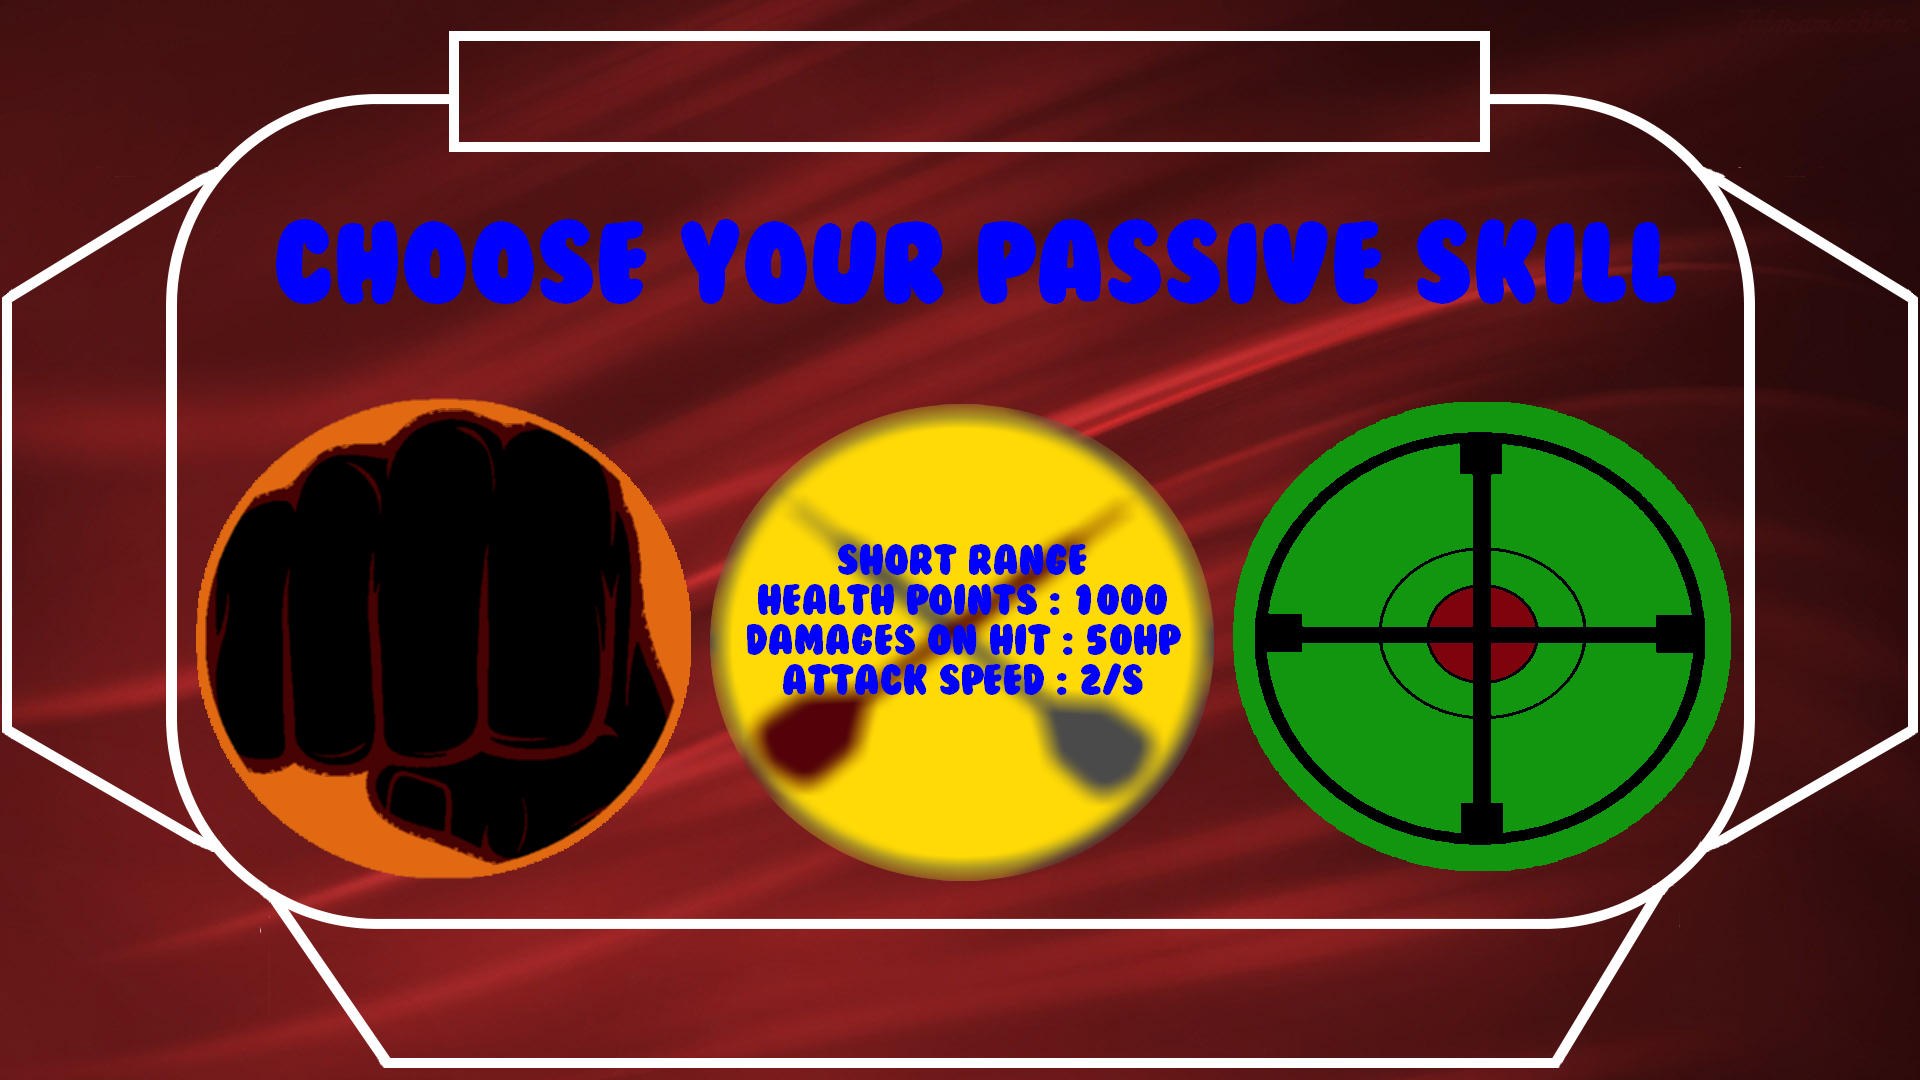 CHOOSE YOUR PASSIVE SKILL
SHORT RANGE
HEALTH POINTS : 1000
DAMAGES ON HIT : 50HP
ATTACK SPEED : 2/S